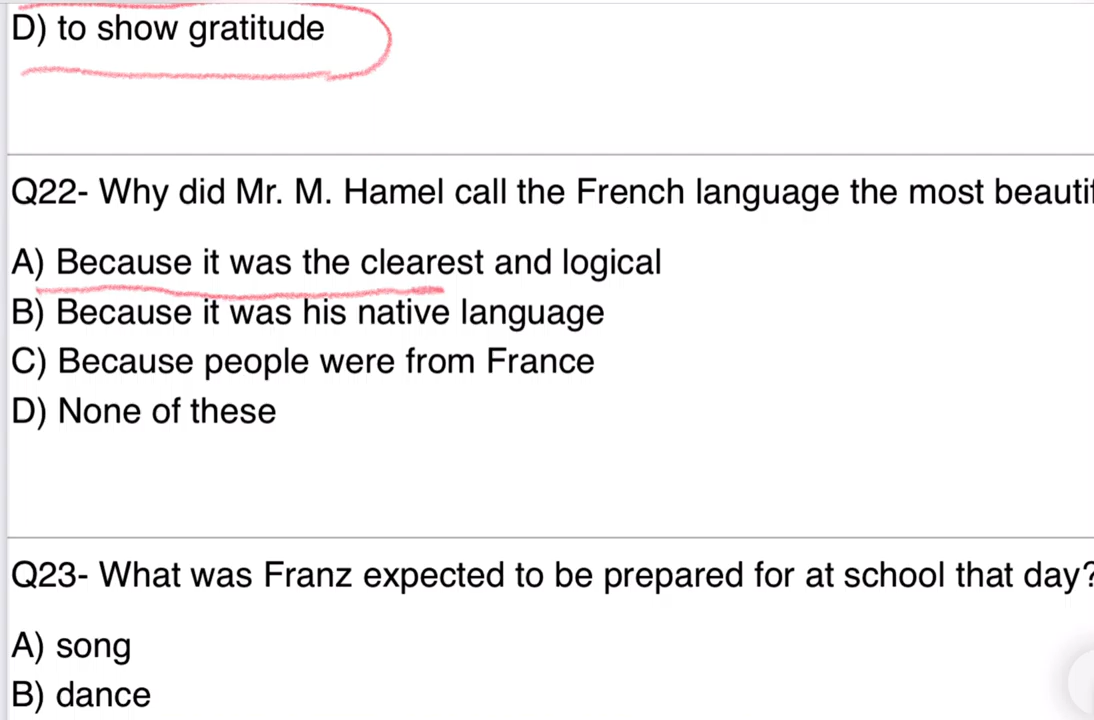 D) to show gratitude
Q22- Why did Mr. M. Hamel call the French language the most
A) Because it was the clearest and logical
B) Because it was his native language
C) Because people were from France
D) None of these
Q23- What was Franz expected to be prepared for at school that day?
A) song
B) dance